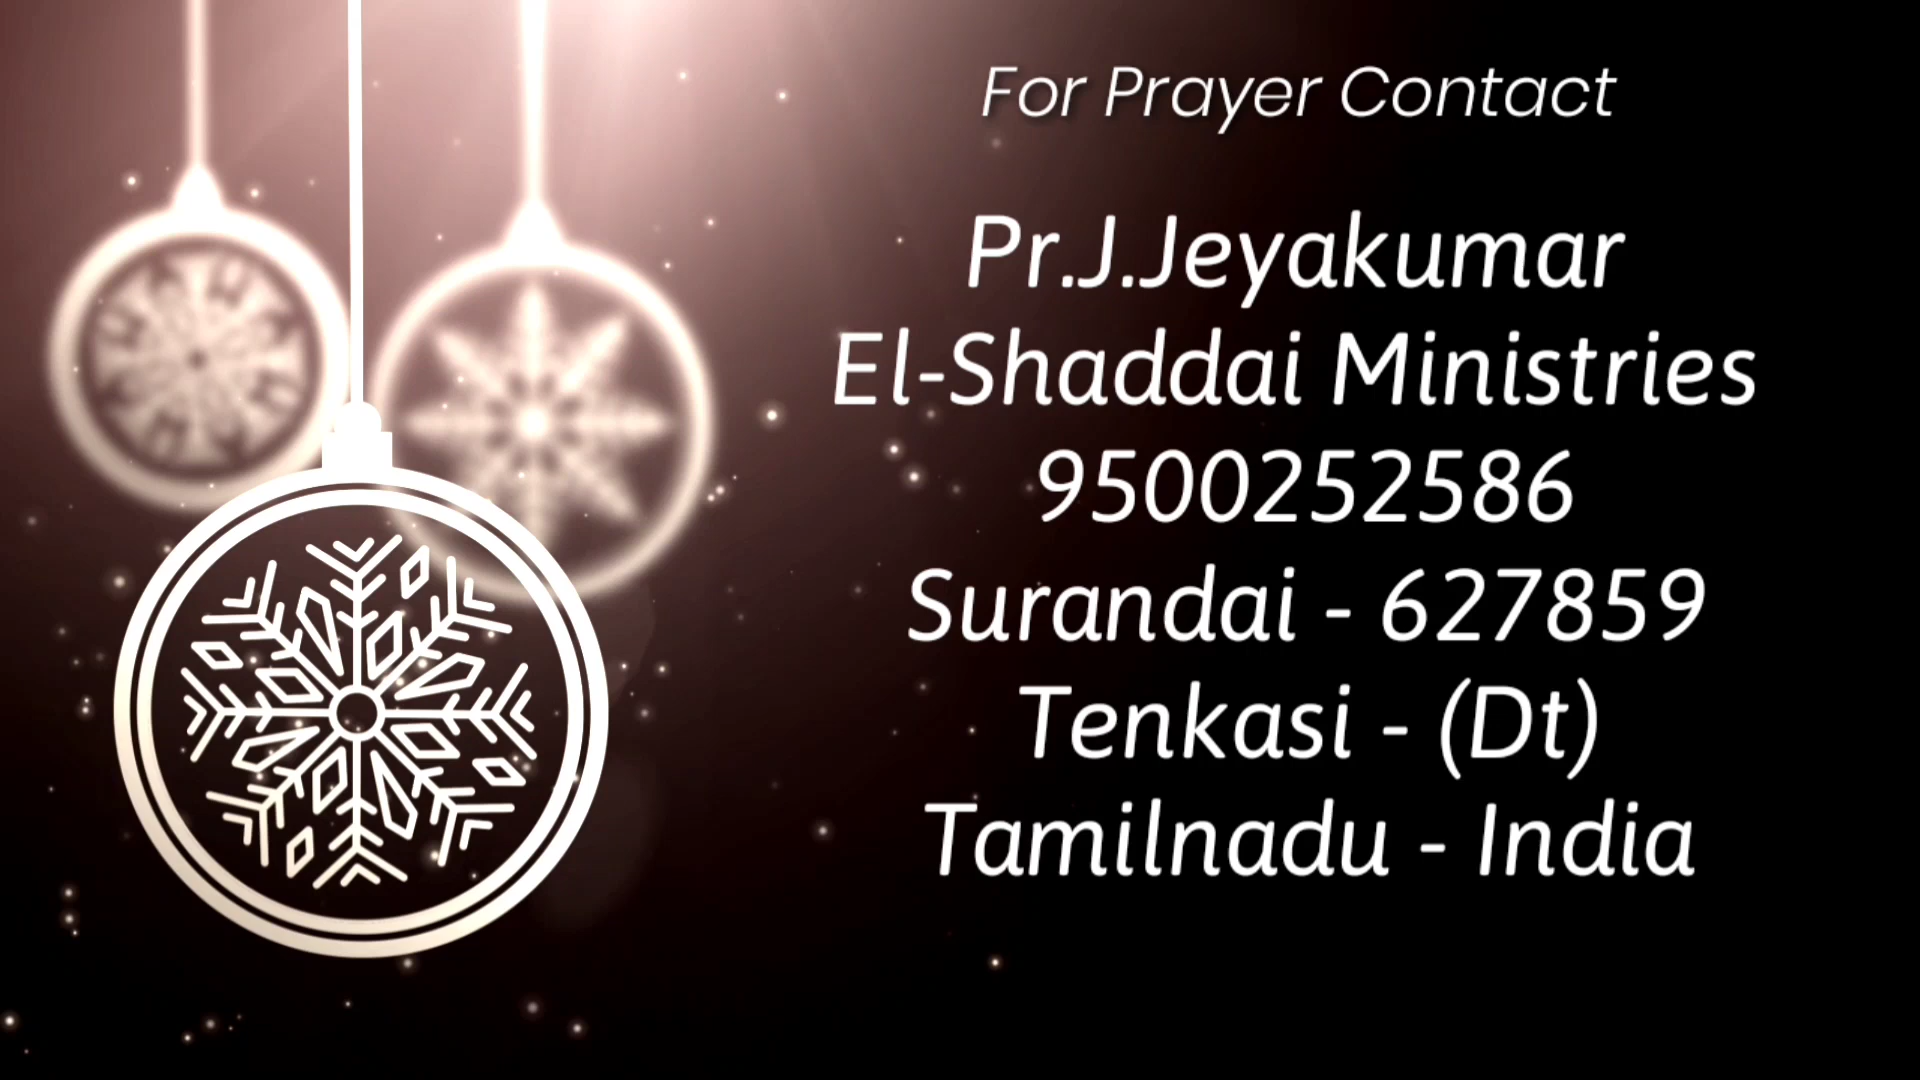 For Prayer Contact
Pr.J.Jeyakumar
El-Shaddai Ministries
9500252586
Surandai - 627859
Tenkasi - (Dt)
Tamilnadu - India